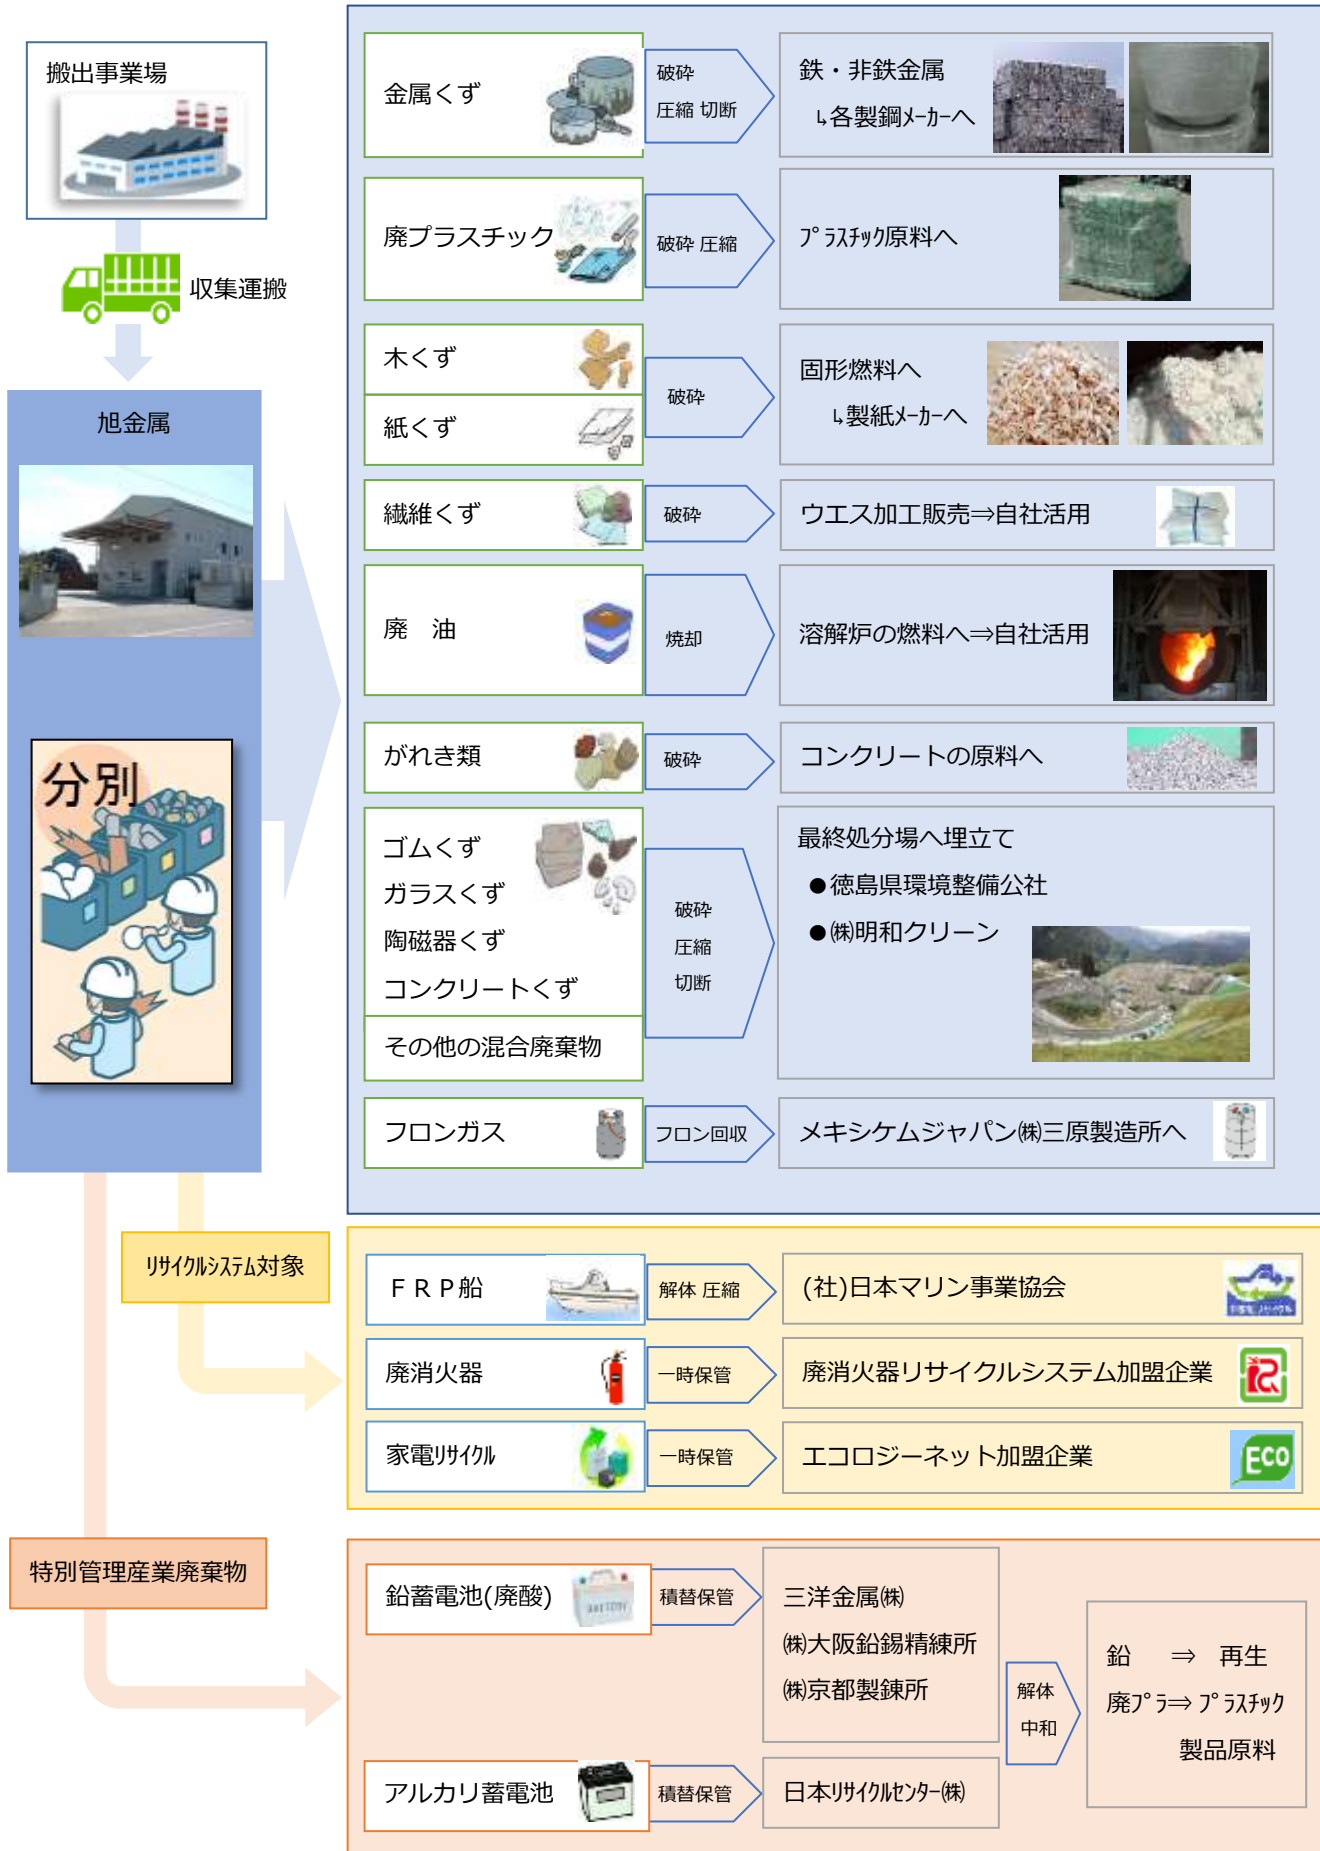 搬出事業場
収集運搬
旭金属
分別
金属くず
破砕
圧縮 切断
鉄・非鉄金属
↳各製鋼ﾒｰｶｰへ
廃プラスチック
破砕 圧縮
ﾌﾟﾗｽﾁｯｸ原料へ
木くず
紙くず
破砕
固形燃料へ
↳製紙ﾒｰｶｰへ
繊維くず
破砕
ウエス加工販売⇒自社活用
廃　油
焼却
溶解炉の燃料へ⇒自社活用
がれき類
破砕
コンクリートの原料へ
ゴムくず
ガラスくず
陶磁器くず
コンクリートくず
その他の混合廃棄物
破砕
圧縮
切断
最終処分場へ埋立て
●徳島県環境整備公社
●㈱明和クリーン
フロンガス
フロン回収
メキシケムジャパン㈱三原製造所へ
ﾘｻｲｸﾙｼｽﾃﾑ対象
ＦＲＰ船
解体 圧縮
(社)日本マリン事業協会
廃消火器
一時保管
廃消火器リサイクルシステム加盟企業
家電ﾘｻｲｸﾙ
一時保管
エコロジーネット加盟企業
ECO
特別管理産業廃棄物
鉛蓄電池(廃酸)
BATTERY
積替保管
三洋金属㈱
㈱大阪鉛錫精練所
㈱京都製錬所
アルカリ蓄電池
積替保管
日本ﾘｻｲｸﾙｾﾝﾀｰ㈱
解体
中和
鉛　⇒　再生
廃ﾌﾟﾗ⇒ ﾌﾟﾗｽﾁｯｸ
製品原料